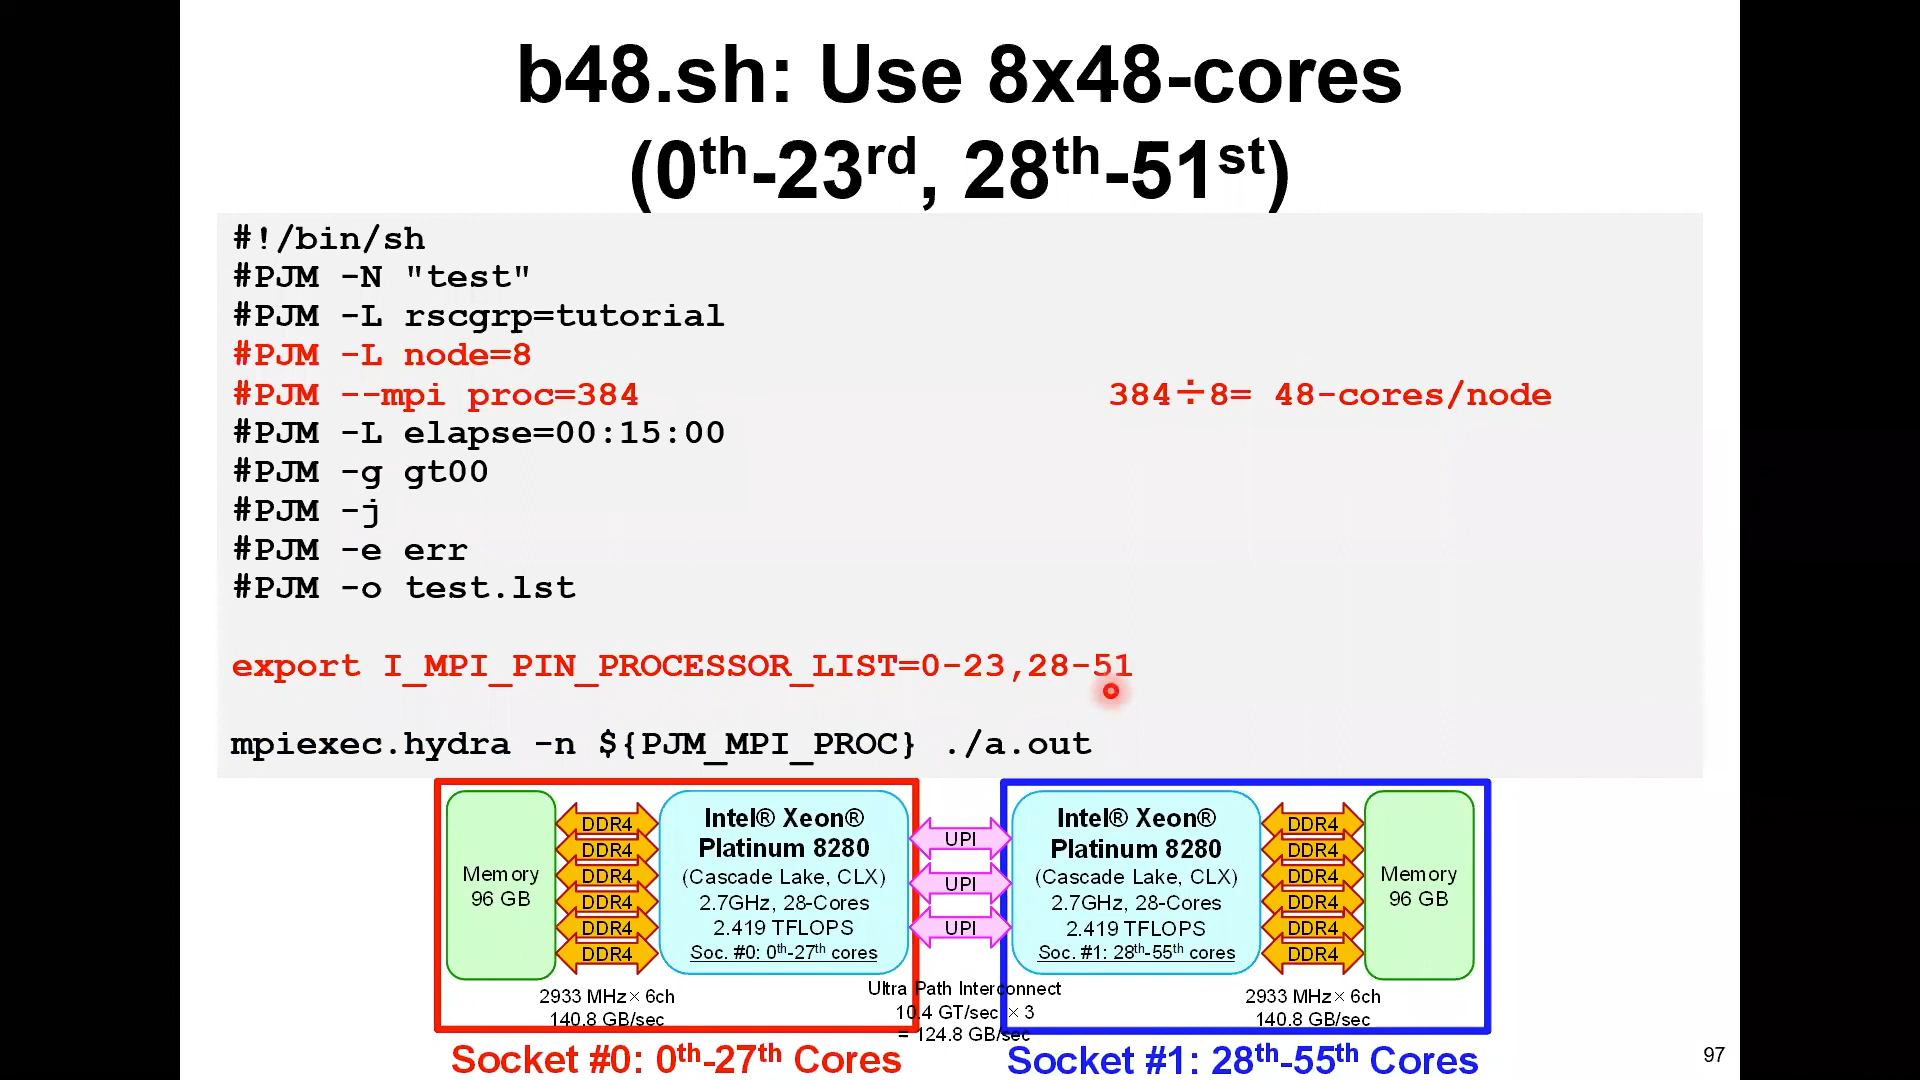 b48.sh: Use 8x48-cores
(0th-23rd, 28th-51st)
#!/bin/sh
#PJM -N "test"
#PJM -L rscgrp=tutorial
#PJM -L node=8
#PJM --mpi proc=384 384÷8= 48-cores/node
#PJM -L elapse=00:15:00
#PJM -g gt00
#PJM -j
#PJM -e err
#PJM -o test.lst
export I_MPI_PIN_PROCESSOR_LIST=0-23,28-51
mpiexec.hydra -n ${PJM_MPI_PROC} ./a.out
Memory
96 GB
DDR4
DDR4
DDR4
DDR4
DDR4
DDR4
2933 MHz× 6ch
140.8 GB/sec
Intel® Xeon®
Platinum 8280
(Cascade Lake, CLX)
2.7GHz, 28-Cores
2.419 TFLOPS
Soc. #0: 0th-27th cores
UPI
UPI
UPI
Ultra Path Interconnect
10.4 GT/sec × 3
= 124.8 GB/sec
Intel® Xeon®
Platinum 8280
(Cascade Lake, CLX)
2.7GHz, 28-Cores
2.419 TFLOPS
Soc. #1: 28th-55th cores
DDR4
DDR4
DDR4
DDR4
DDR4
DDR4
2933 MHz× 6ch
140.8 GB/sec
Memory
96 GB
Socket #0: 0th-27th Cores
Socket #1: 28th-55th Cores
97